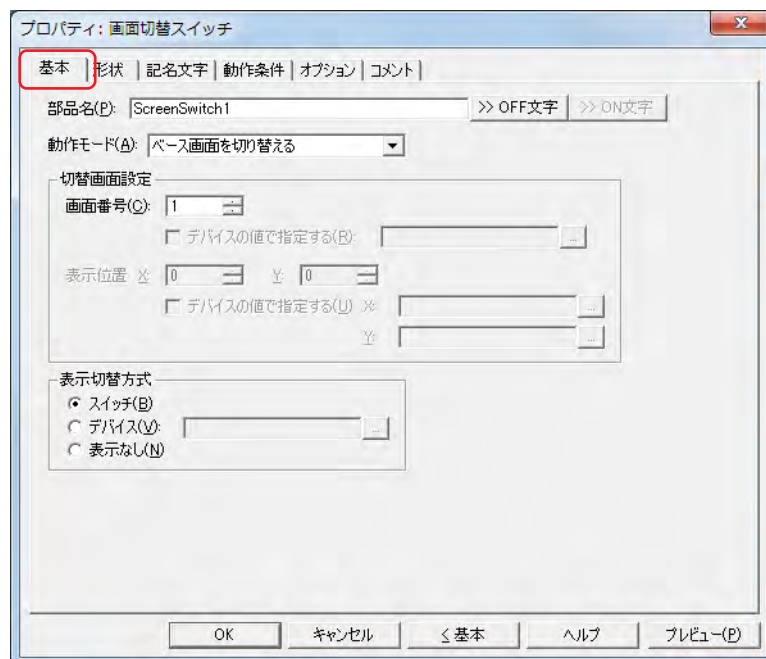 プロパティ: 画面切替スイッチ
基本 形状 記名文字 動作条件 オプション コメント
部品名(P): ScreenSwitch1 >> OFF文字 >> ON文字
動作モード(A): ベース画面を切り替える
切替画面設定
画面番号(C): 1
デバイスの値で指定する(R): ...
表示位置 X: 0 Y: 0
デバイスの値で指定する(U) X: ...
Y: ...
表示切替方式
スイッチ(B)
デバイス(V): ...
表示なし(N)
OK キャンセル ≤ 基本 ヘルプ プレビュー(P)